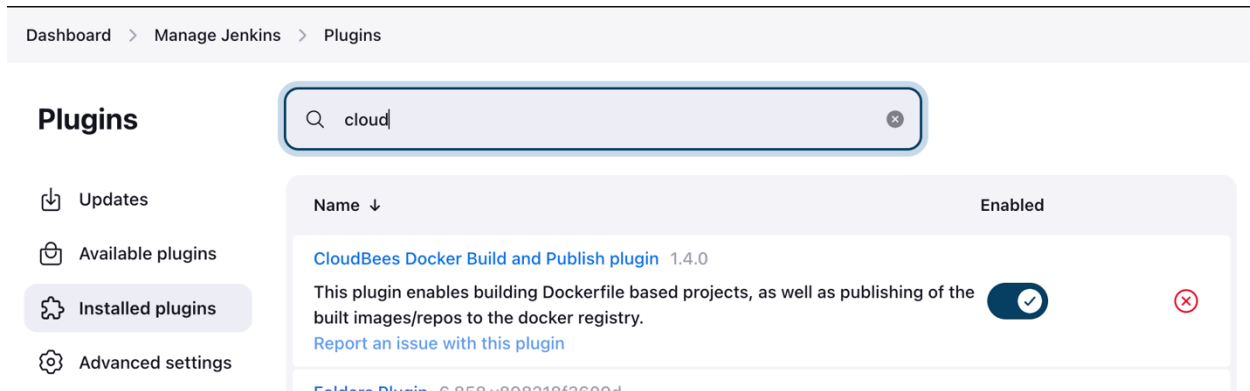 Dashboard > Manage Jenkins > Plugins
Plugins
cloud
Updates
Available plugins
Installed plugins
Advanced settings
Name ↓ Enabled
CloudBees Docker Build and Publish plugin 1.4.0
This plugin enables building Dockerfile based projects, as well as publishing of the
built images/repos to the docker registry.
Report an issue with this plugin
Folders Plugin